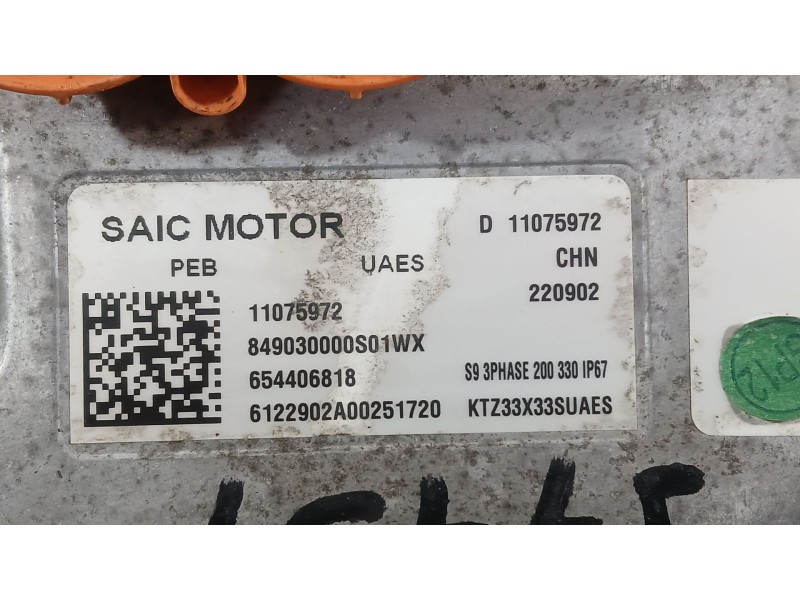 SAIC MOTOR D 11075972
PEB UAES CHN
220902
11075972
849030000S01WX
654406818 S9 3PHASE 200 330 IP67
6122902A00251720 KTZ33X33SUAES